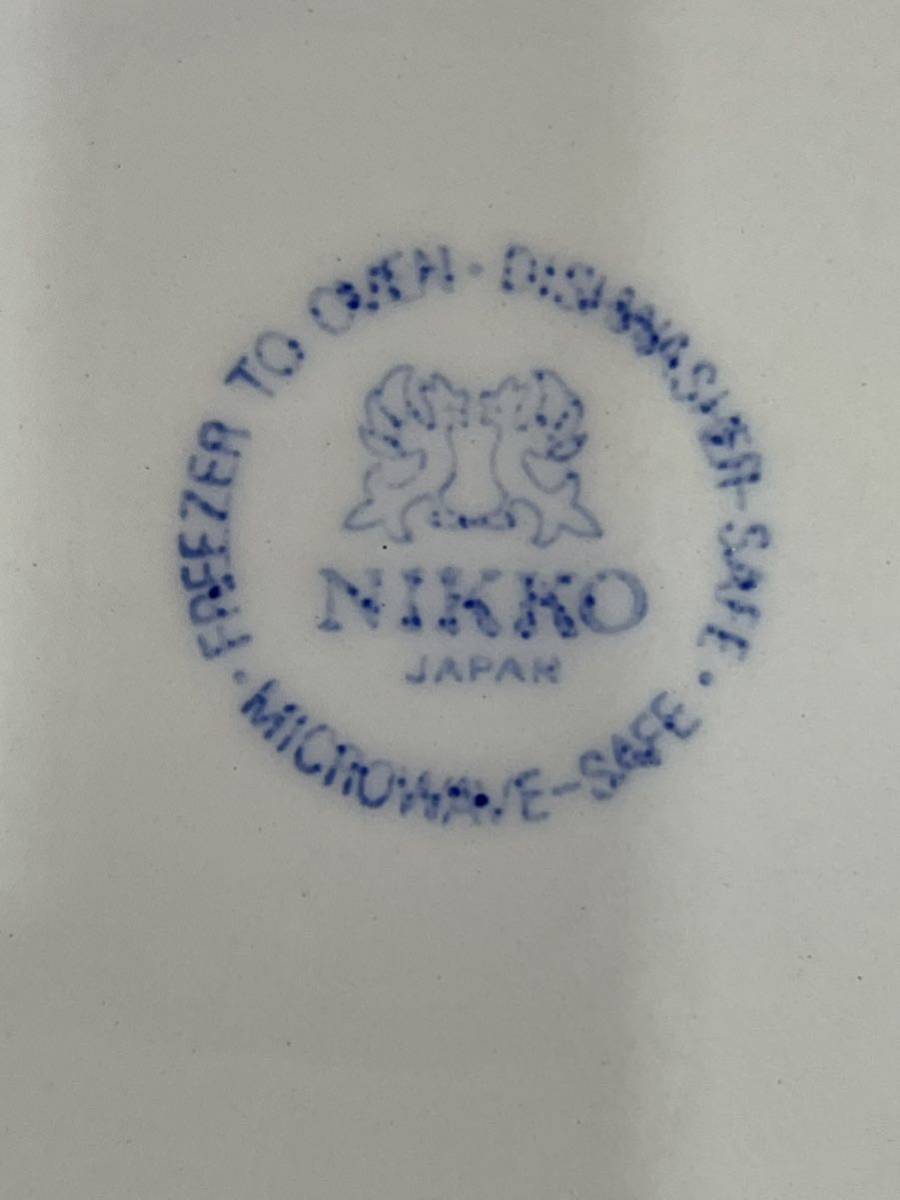 FREEZER TO OVEN · DISHWASHER-SAFE · MICROWAVE-SAFE ·
NIKKO
JAPAN